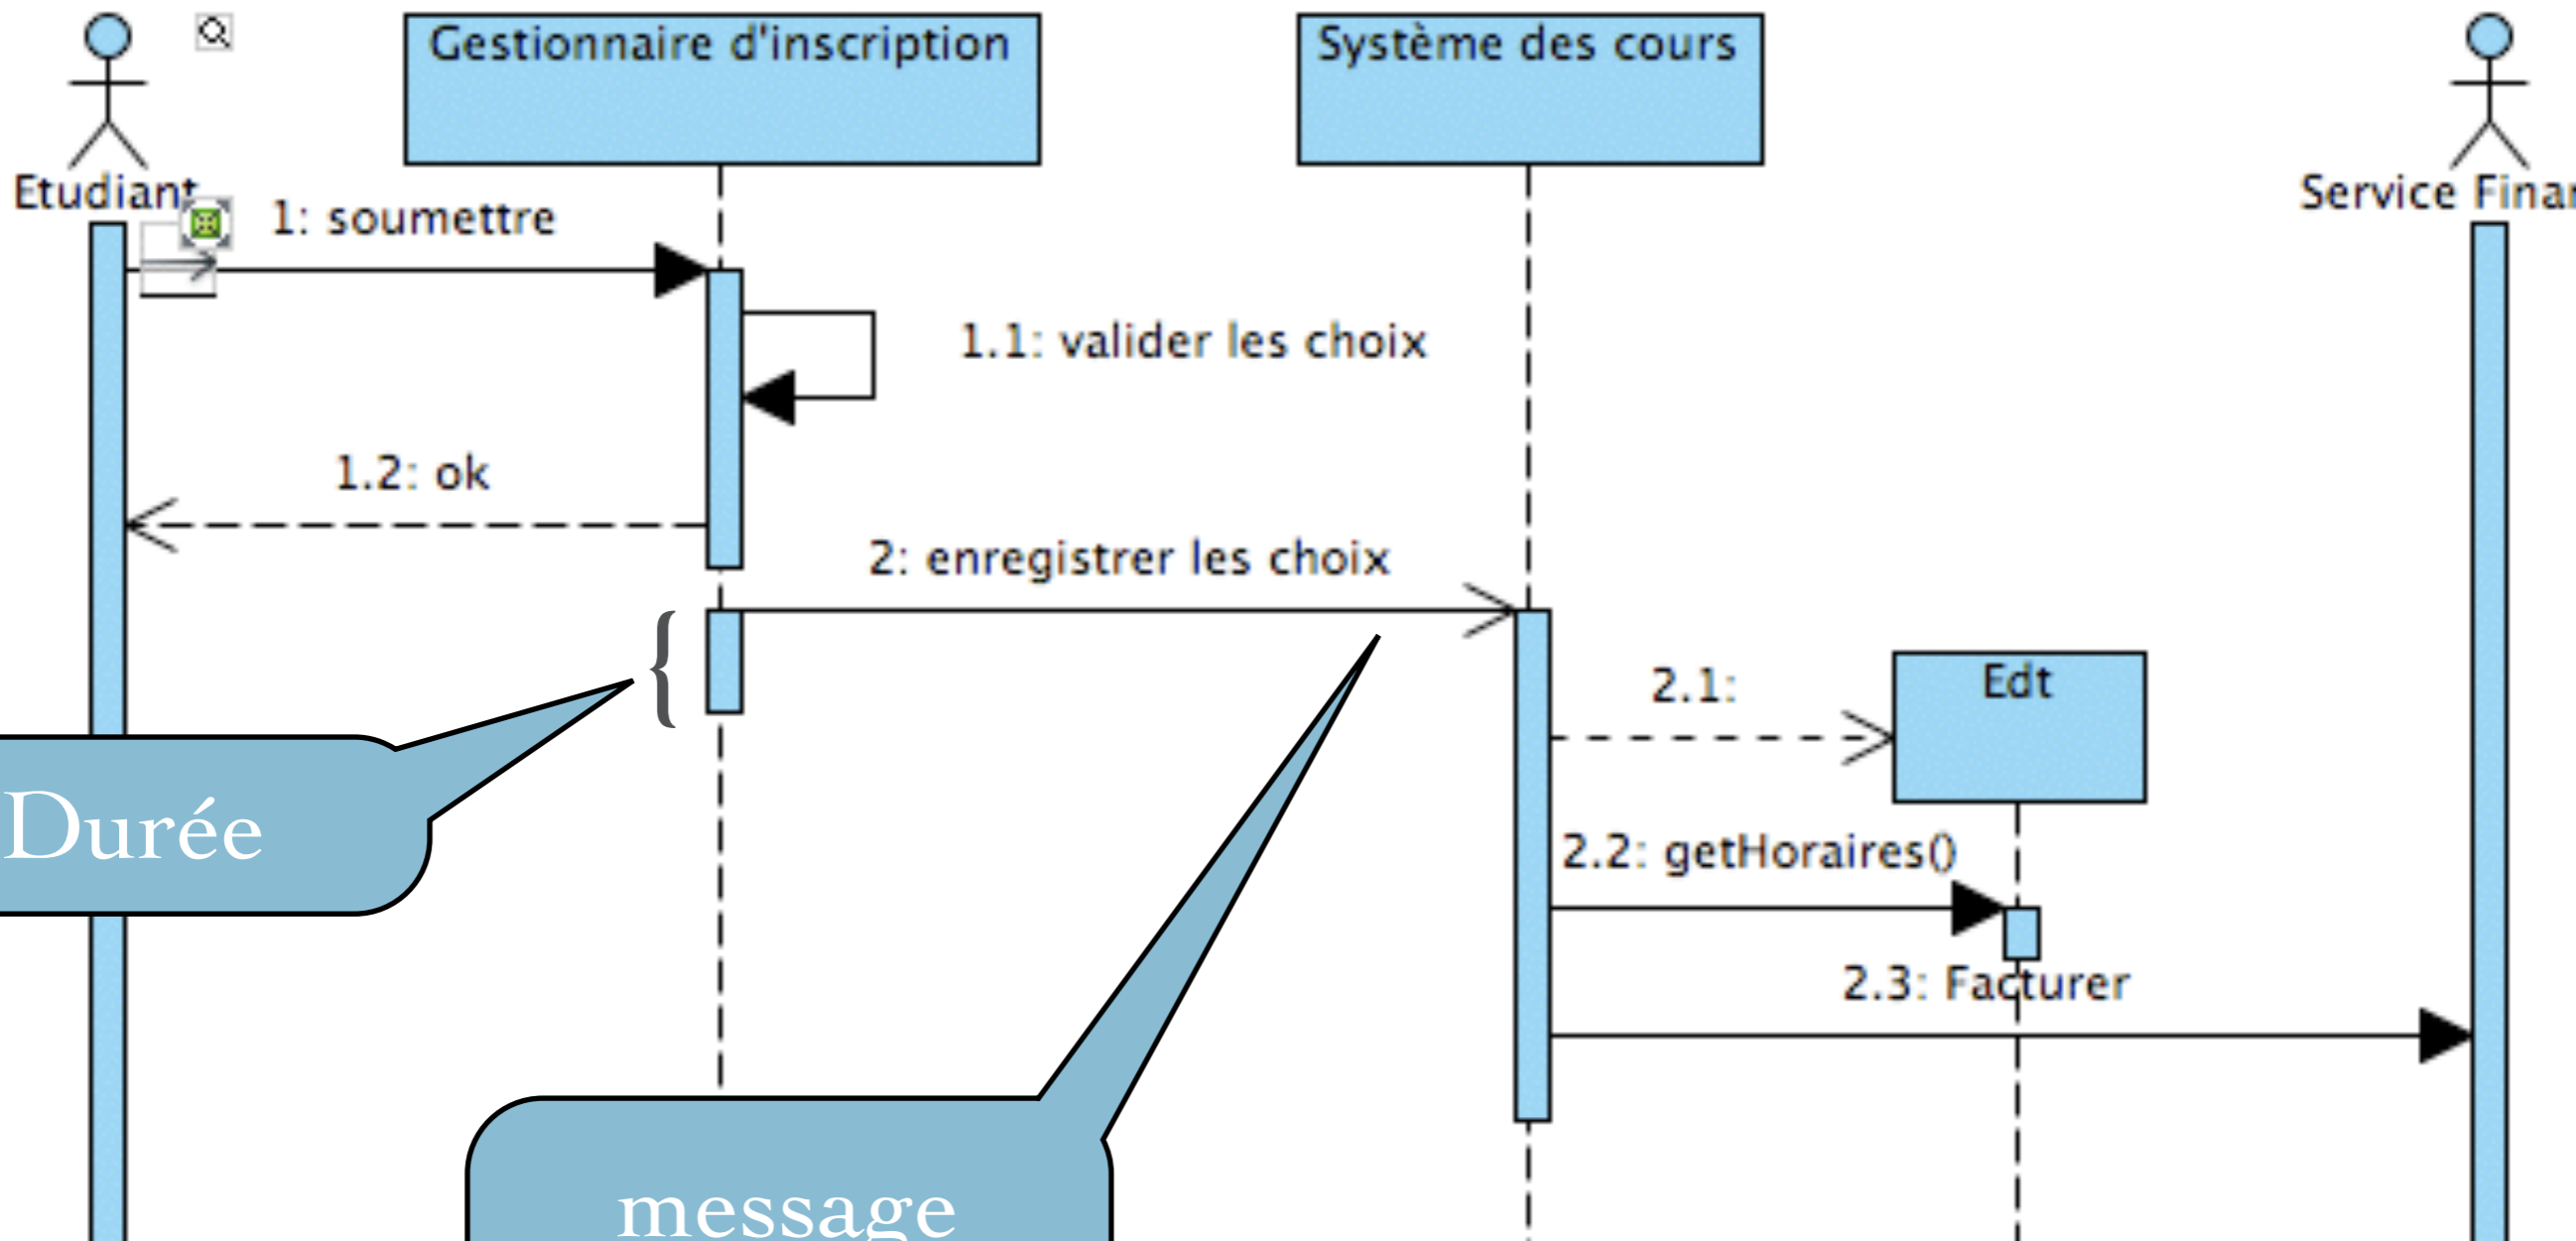 Gestionnaire d'inscription
Système des cours
Etudiant
Service
1: soumettre
1.1: valider les choix
1.2: ok
2: enregistrer les choix
2.1:
Edt
Durée
2.2: getHoraires()
2.3: Facturer
message